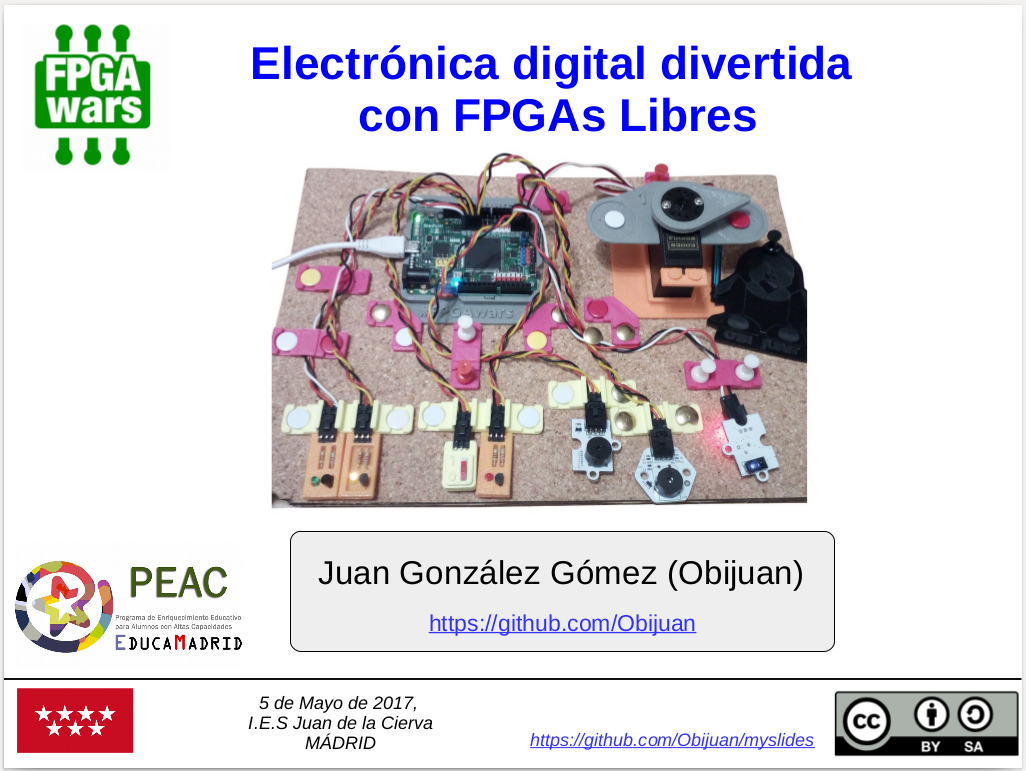 FPGA
wars
Electrónica digital divertida
con FPGAs Libres
FPGAwars
Juan González Gómez (Obijuan)
https://github.com/Obijuan
PEAC
Programa de Enriquecimiento Educativo
para Alumnos con Altas Capacidades
EDUCAMADRID
5 de Mayo de 2017,
I.E.S Juan de la Cierva
MÁDRID
https://github.com/Obijuan/myslides
cc
BY SA